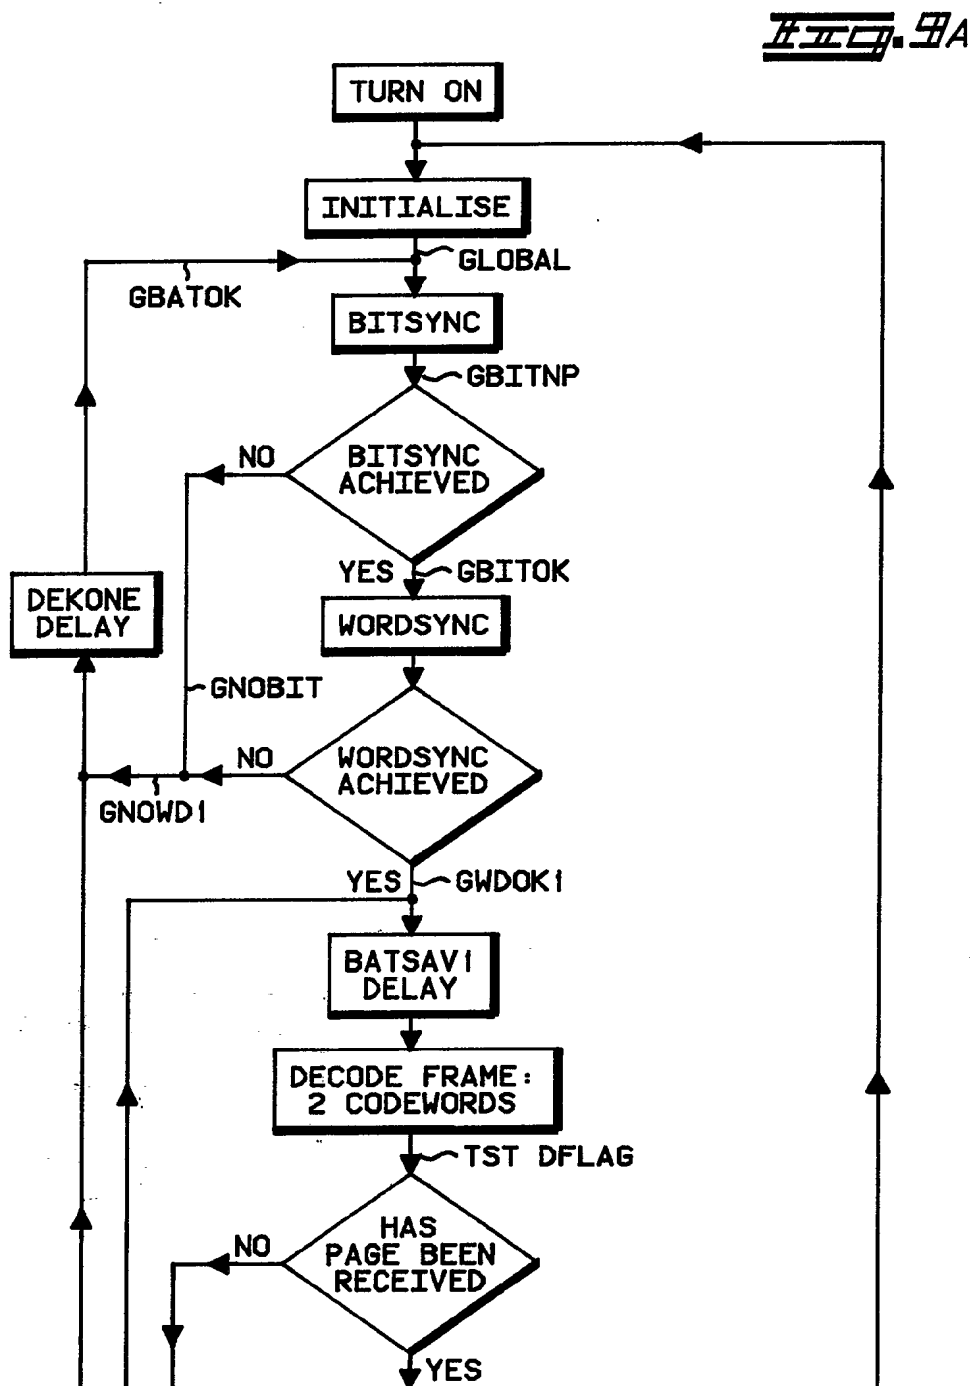 Fig. 9A
TURN ON
INITIALISE
GLOBAL
GBATOK
BITSYNC
GBITNP
NO
BITSYNC
ACHIEVED
YES
GBITOK
DEKONE
DELAY
WORDSYNC
GNOBIT
NO
WORDSYNC
ACHIEVED
GNOWD1
YES
GWDOK1
BATSAV1
DELAY
DECODE FRAME:
2 CODEWORDS
TST DFLAG
NO
HAS
PAGE BEEN
RECEIVED
YES